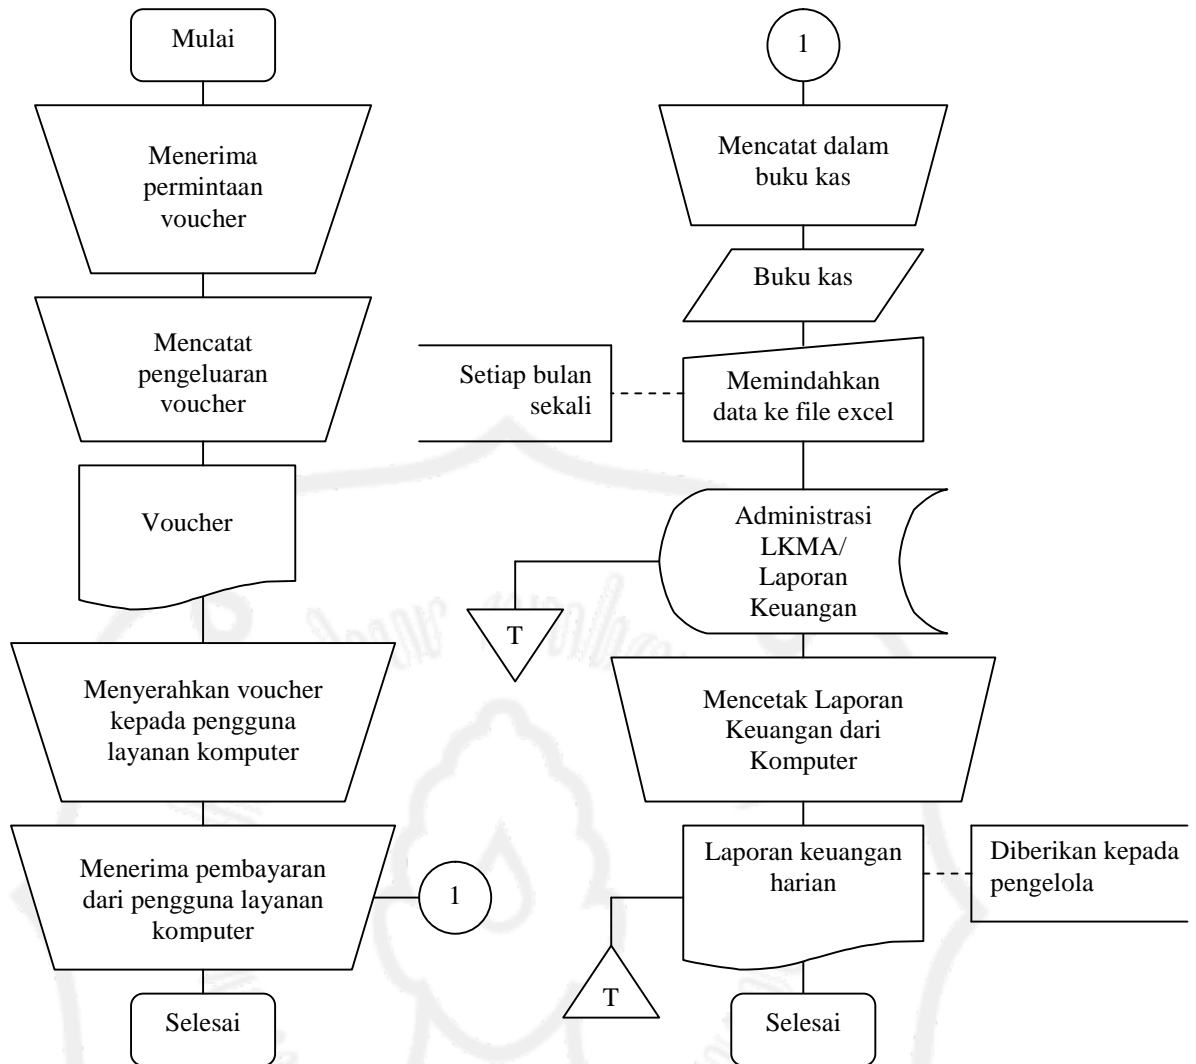 Mulai
Menerima
permintaan
voucher
Mencatat
pengeluaran
voucher
Voucher
Menyerahkan voucher
kepada pengguna
layanan komputer
Menerima pembayaran
dari pengguna layanan
komputer
1
Selesai
1
Mencatat dalam
buku kas
Buku kas
Setiap bulan
sekali
Memindahkan
data ke file excel
Administrasi
LKMA/
Laporan
Keuangan
T
Mencetak Laporan
Keuangan dari
Komputer
Laporan keuangan
harian
Diberikan kepada
pengelola
T
Selesai